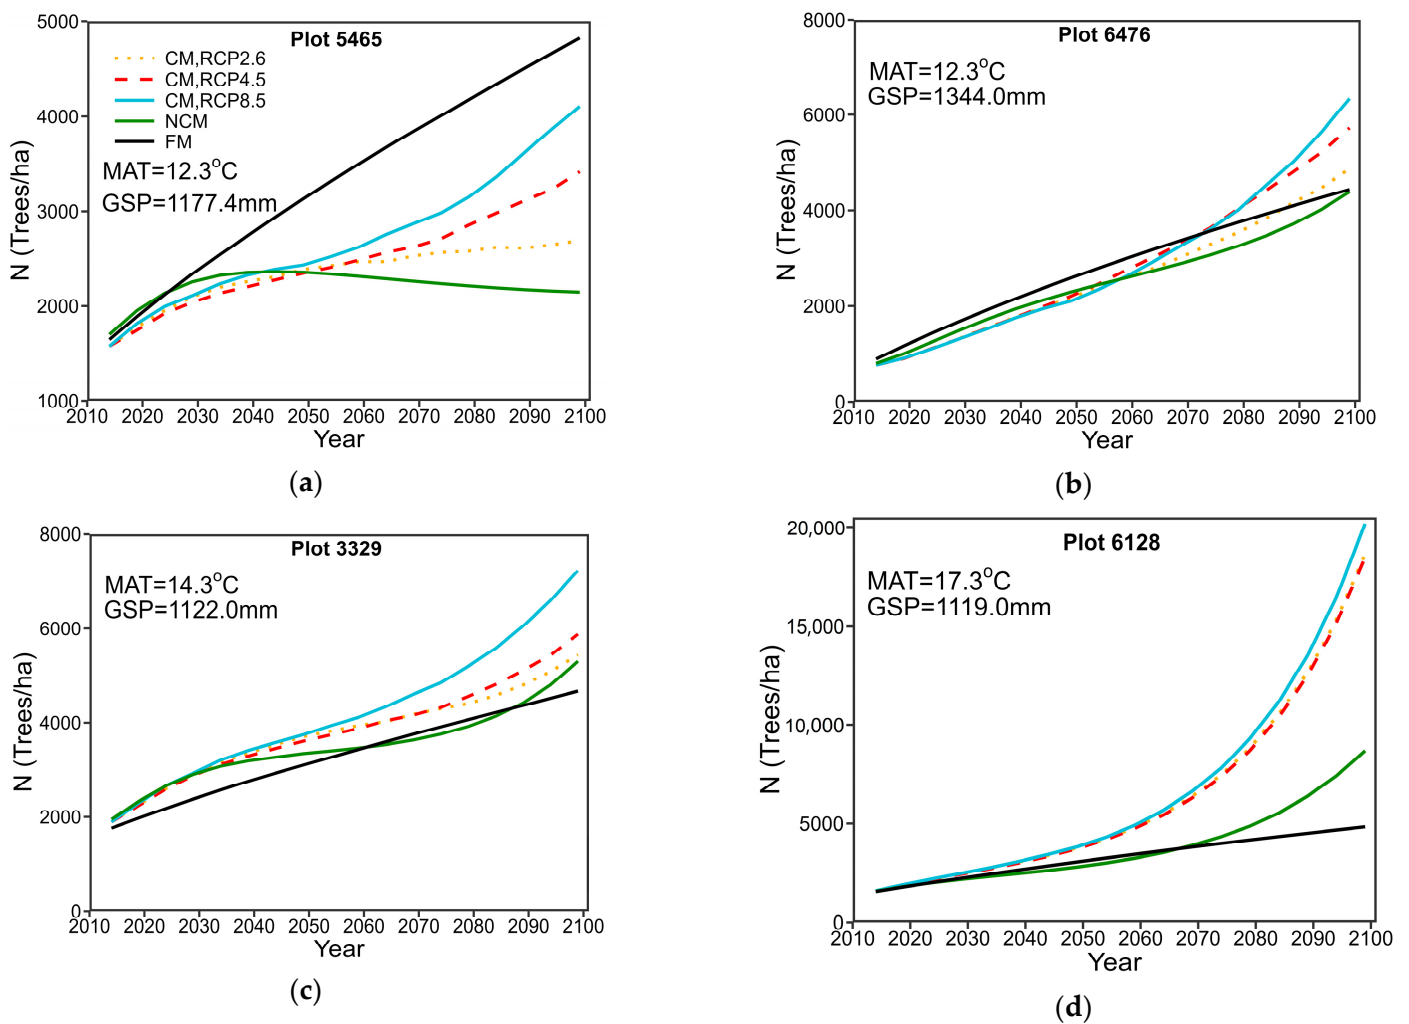 Plot 5465
CM,RCP2.6
CM,RCP4.5
CM,RCP8.5
NCM
FM
MAT=12.3°C
GSP=1177.4mm
5000
4000
3000
2000
1000
N (Trees/ha)
2010 2020 2030 2040 2050 2060 2070 2080 2090 2100
Year
(a)
Plot 6476
MAT=12.3°C
GSP=1344.0mm
8000
6000
4000
2000
0
N (Trees/ha)
2010 2020 2030 2040 2050 2060 2070 2080 2090 2100
Year
(b)
Plot 3329
MAT=14.3°C
GSP=1122.0mm
8000
6000
4000
2000
0
N (Trees/ha)
2010 2020 2030 2040 2050 2060 2070 2080 2090 2100
Year
(c)
Plot 6128
MAT=17.3°C
GSP=1119.0mm
20,000
15,000
10,000
5000
0
N (Trees/ha)
2010 2020 2030 2040 2050 2060 2070 2080 2090 2100
Year
(d)